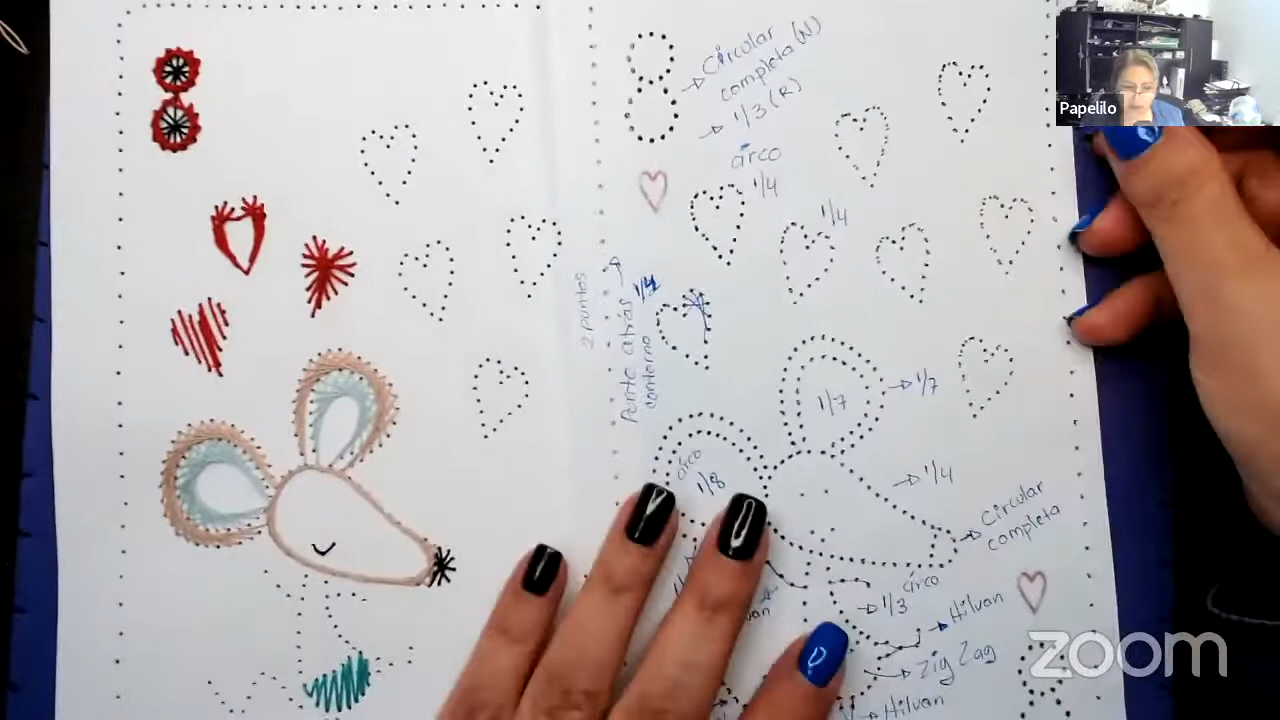 Circular
completa (N)
1/3 (R)
Papelilo
arco
1/4
1/4
2 puntos
Punto atrás 1/4
contorno
1/7
1/7
arco
1/8
1/4
Circular
completa
arco
1/3
Hilvan
Zig Zag
Hilvan
zoom